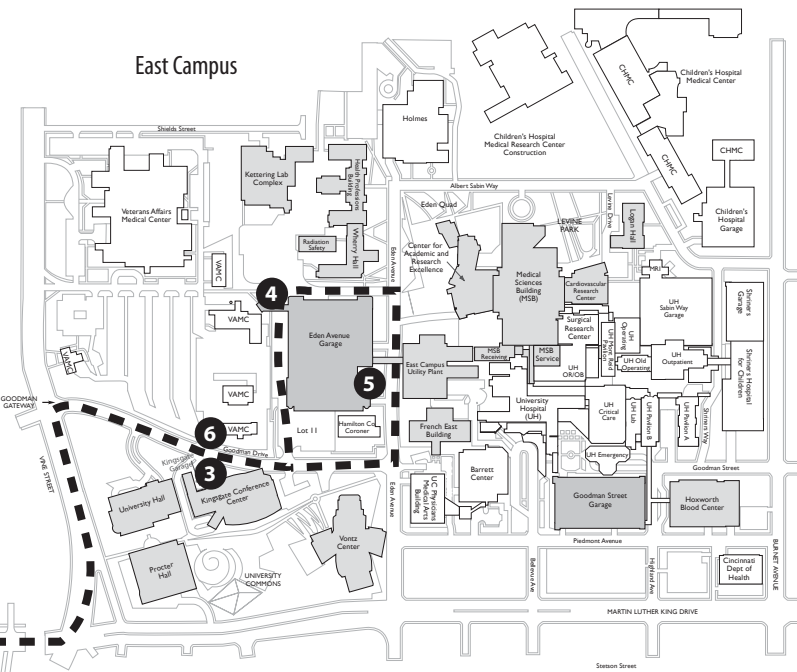 East Campus
Shields Street
Veterans Affairs
Medical Center
VAMC
Kettering Lab
Complex
Health Professions
Building
Radiation
Safety
Wherry Hall
Holmes
Children's Hospital
Medical Research Center
Construction
CHMC
Children's Hospital
Medical Center
CHMC
CHMC
Children's
Hospital
Garage
Albert Sabin Way
Eden Quad
Center for
Academic and
Research
Excellence
LEVINE
PARK
Levine Drive
Logan Hall
Eden Avenue
Medical
Sciences
Building
(MSB)
Cardiovascular
Research
Center
MRI
UH
Sabin Way
Garage
Shriner's
Garage
Shriner's Hospital
for Children
4
VAMC
Eden Avenue
Garage
5
Surgical
Research
Center
UH Mont Reid
Pavilion
UH
Operating
UH Old
Operating
UH
Outpatient
MSB
Receiving
MSB
Service
UH
OR/OB
East Campus
Utility Plant
VAMC
VAMC
GOODMAN
GATEWAY
VAMC
6
Lot 11
Hamilton Co.
Coroner
French East
Building
University
Hospital
(UH)
UH
Critical
Care
UH Lab
UH Pavilion B
UH Pavilion A
Shriners Way
UH Emergency
Goodman Street
Goodman Drive
Kingsgate
Garage
3
Kingsgate Conference
Center
University Hall
VINE STREET
Eden Avenue
UC Physicians
Medical Arts
Building
Barrett
Center
Goodman Street
Garage
Hoxworth
Blood Center
Piedmont Avenue
Procter
Hall
UNIVERSITY
COMMONS
Vontz
Center
Bellevue Ave
Highland Ave
Cincinnati
Dept of
Health
BURNET AVENUE
MARTIN LUTHER KING DRIVE
Stetson Street